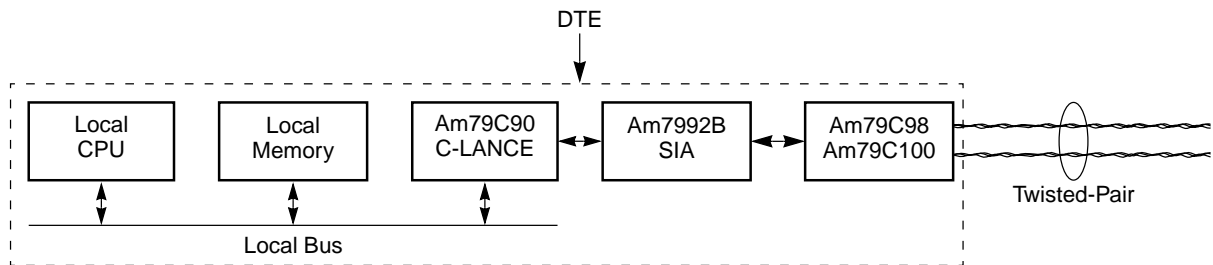 DTE
Local
CPU
Local
Memory
Am79C90
C-LANCE
Am7992B
SIA
Am79C98
Am79C100
Twisted-Pair
Local Bus